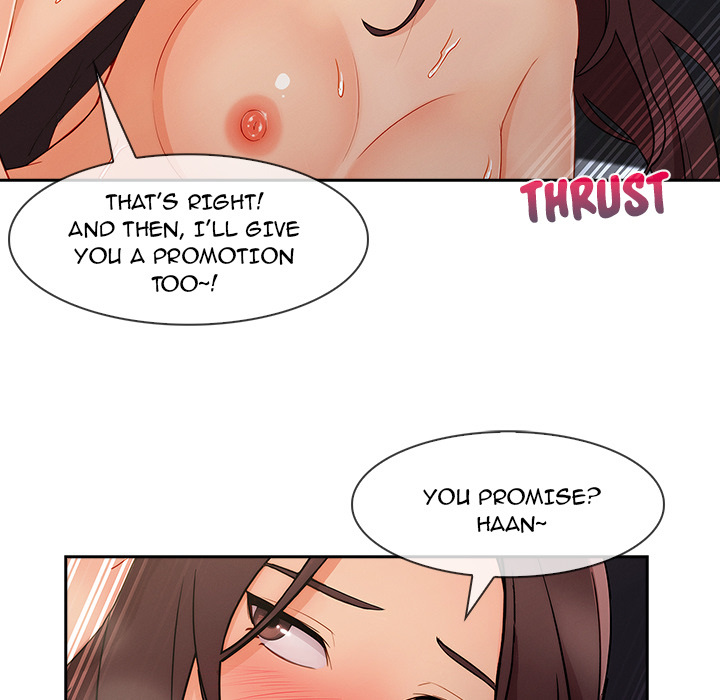 THAT'S RIGHT!
AND THEN, I'LL GIVE
YOU A PROMOTION
TOO~!
THRUST
YOU PROMISE?
HAAN~